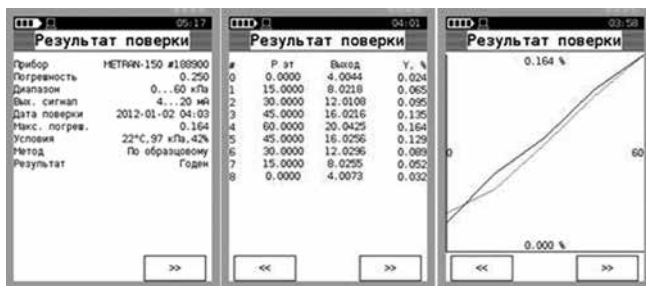 05:17
Результат поверки
Прибор METRAN-150 #188900
Погрешность 0.250
Диапазон 0...60 кПа
Вых. сигнал 4...20 мА
Дата поверки 2012-01-02 04:03
Макс. погрев. 0.164
Условия 22°C,97 кПа,42%
Метод По образцовому
Результат Годен
>>
04:01
Результат поверки
# P эт Выход Y, %
0 0.0000 4.0044 0.024
1 15.0000 8.0218 0.065
2 30.0000 12.0108 0.095
3 45.0000 16.0216 0.135
4 60.0000 20.0425 0.164
5 45.0000 16.0256 0.129
6 30.0000 12.0296 0.089
7 15.0000 8.0255 0.052
8 0.0000 4.0073 0.032
<< >>
03:58
Результат поверки
0.164 %
0 60
0.000 %
<< >>